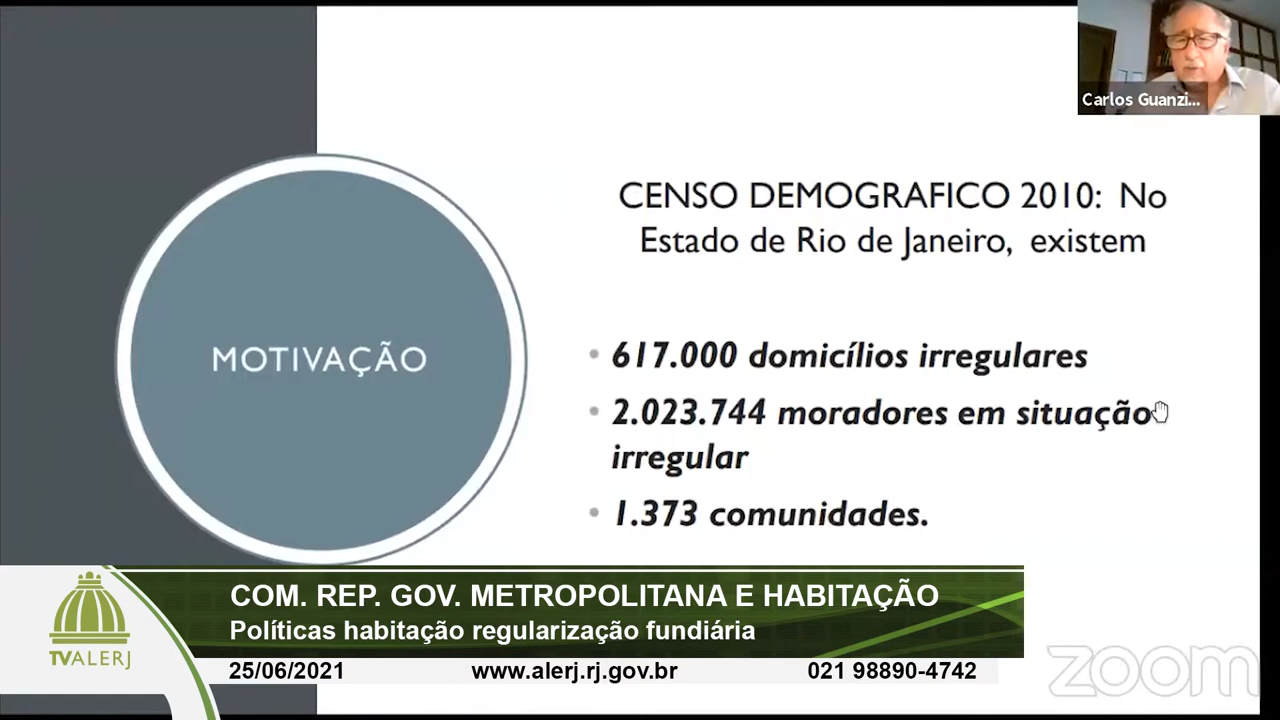 Carlos Guanzi...
CENSO DEMOGRAFICO 2010: No
Estado de Rio de Janeiro, existem
MOTIVAÇÃO
• 617.000 domicílios irregulares
• 2.023.744 moradores em situação
irregular
• 1.373 comunidades.
COM. REP. GOV. METROPOLITANA E HABITAÇÃO
Políticas habitação regularização fundiária
TVALERJ
25/06/2021 www.alerj.rj.gov.br 021 98890-4742
zoom